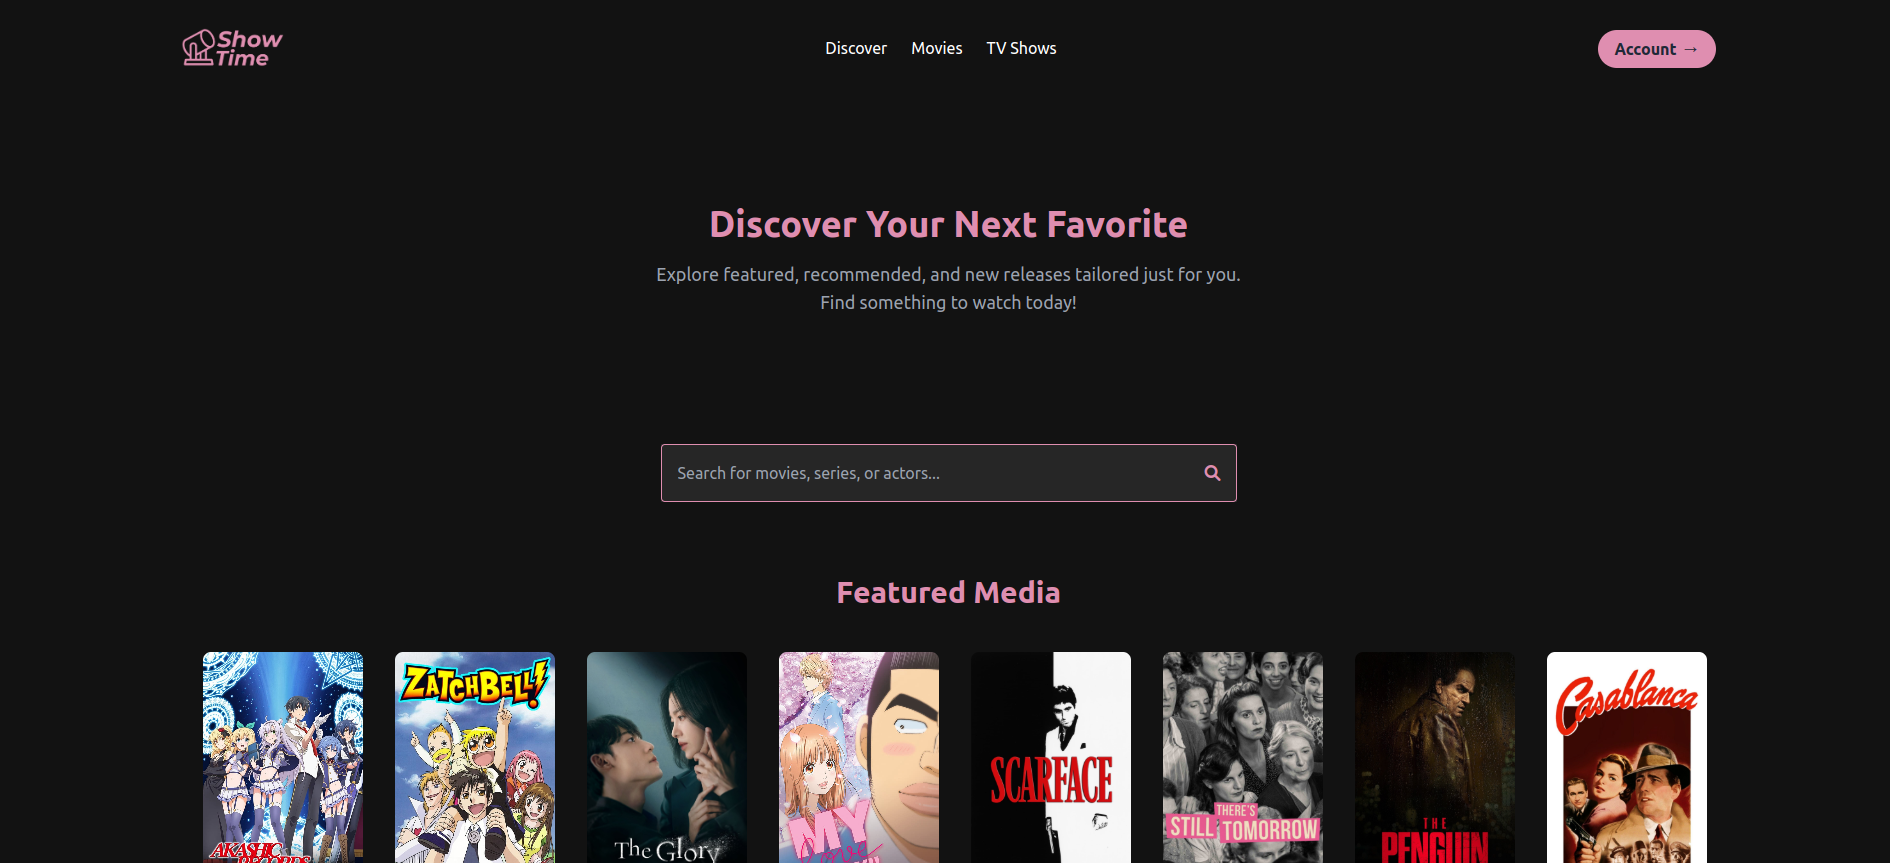 Show
Time
Discover
Movies
TV Shows
Account →
Discover Your Next Favorite
Explore featured, recommended, and new releases tailored just for you.
Find something to watch today!
Search for movies, series, or actors...
Featured Media
AKASHIC
RECORDS
ZATCHBELL!
The Glory
MY
Love
SCARFACE
THERE'S
STILL TOMORROW
THE
PENGUIN
Casablanca